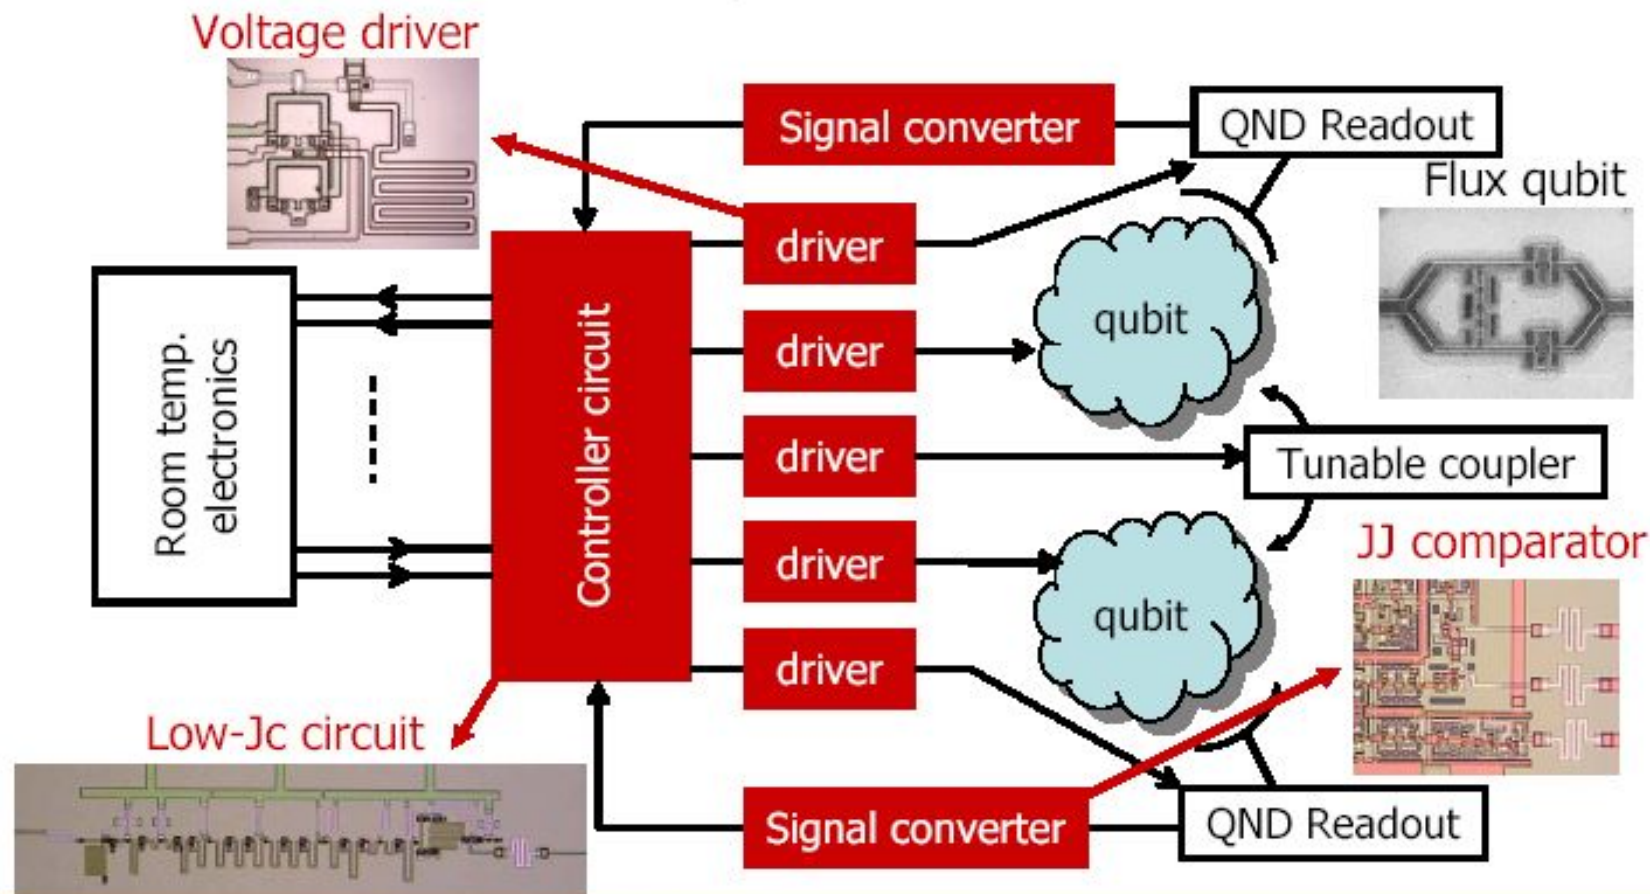 Voltage driver
Signal converter
QND Readout
Flux qubit
driver
qubit
driver
Room temp.
electronics
Controller circuit
driver
Tunable coupler
driver
JJ comparator
qubit
driver
Low-Jc circuit
Signal converter
QND Readout